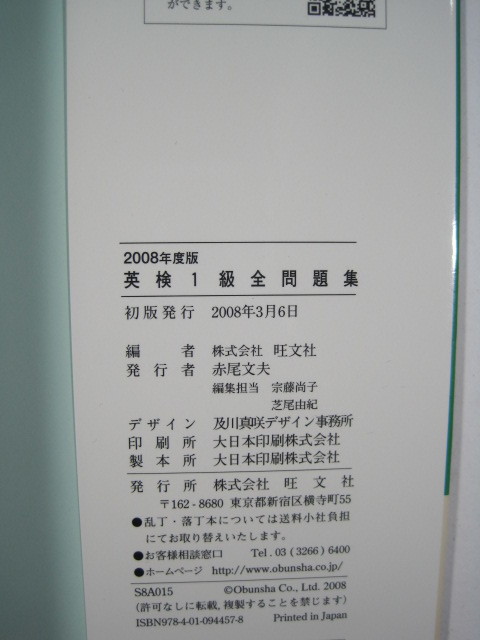 ができます。
2008年度版
英検1級全問題集
初版発行 2008年3月6日
編者 株式会社 旺文社
発行者 赤尾文夫
編集担当 宗藤尚子
芝尾由紀
デザイン 及川真咲デザイン事務所
印刷所 大日本印刷株式会社
製本所 大日本印刷株式会社
発行所 株式会社 旺文社
〒162-8680 東京都新宿区横寺町55
●乱丁・落丁本については送料小社負担
にてお取り替えいたします。
●お客様相談窓口 Tel. 03 (3266) 6400
●ホームページ http://www.obunsha.co.jp/
S8A015 ©Obunsha Co., Ltd. 2008
(許可なしに転載, 複製することを禁じます)
ISBN978-4-01-094457-8 Printed in Japan